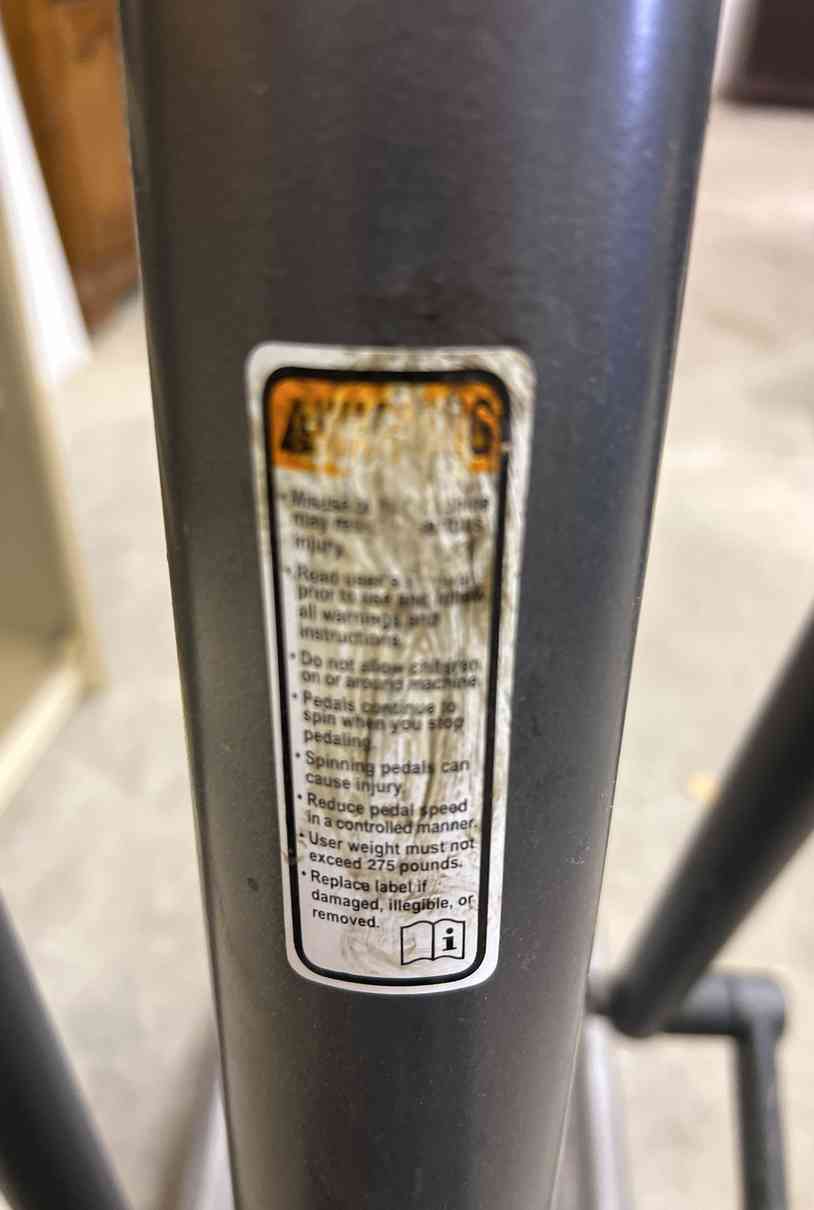 Misuse
may
injury.
• Read user's
prior to use and
all warnings and
instructions.
• Do not allow children
on or around machine.
• Pedals continue to
spin when you stop
pedaling.
• Spinning pedals can
cause injury.
• Reduce pedal speed
in a controlled manner.
• User weight must not
exceed 275 pounds.
• Replace label if
damaged, illegible, or
removed.
i